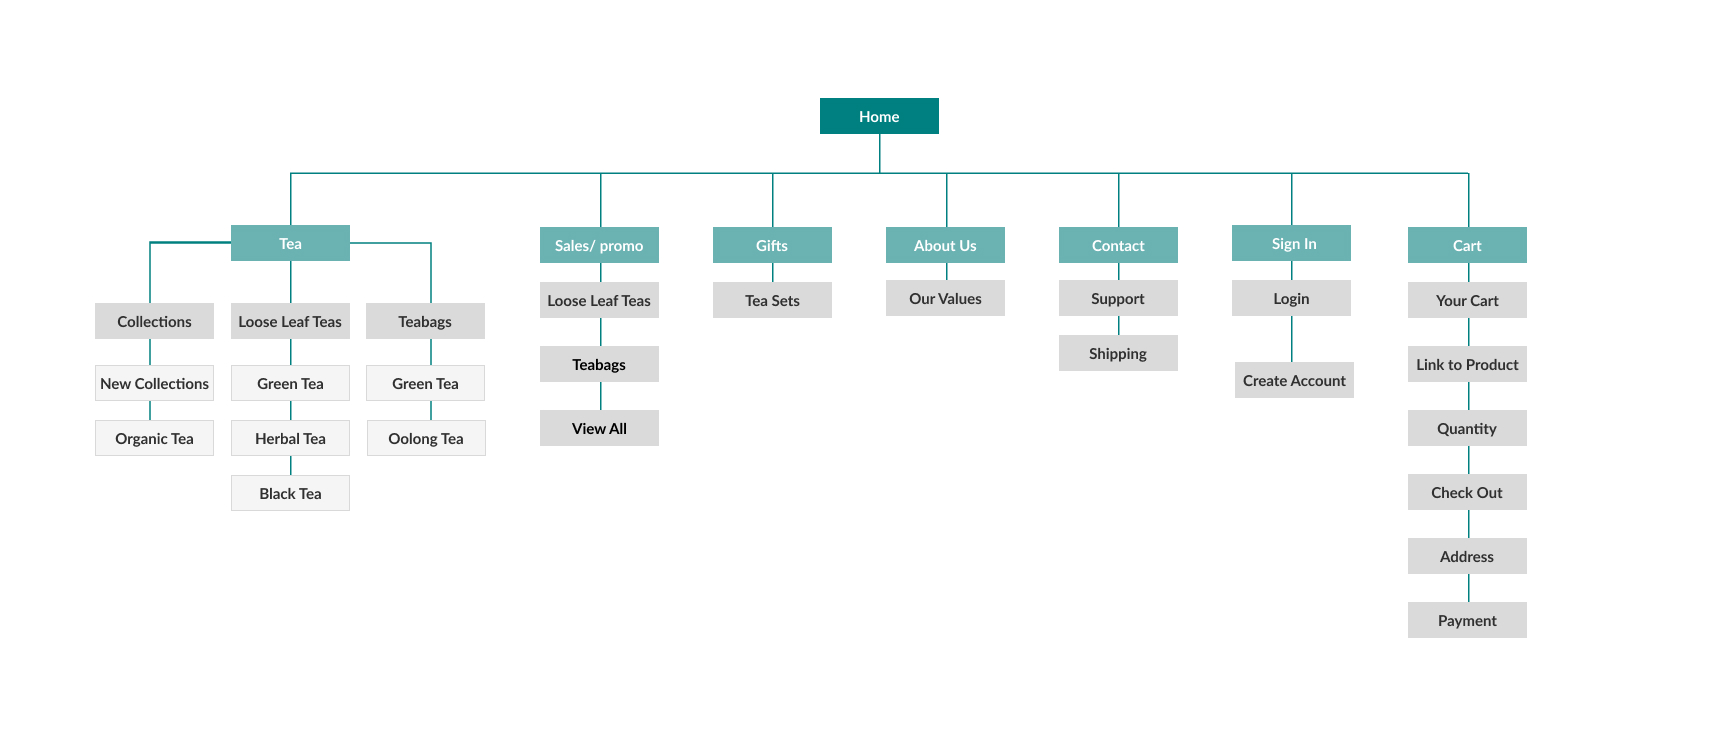 Home
Tea
Sales/ promo
Gifts
About Us
Contact
Sign In
Cart
Collections
Loose Leaf Teas
Teabags
New Collections
Green Tea
Green Tea
Organic Tea
Herbal Tea
Oolong Tea
Black Tea
Loose Leaf Teas
Teabags
View All
Tea Sets
Our Values
Support
Shipping
Login
Create Account
Your Cart
Link to Product
Quantity
Check Out
Address
Payment